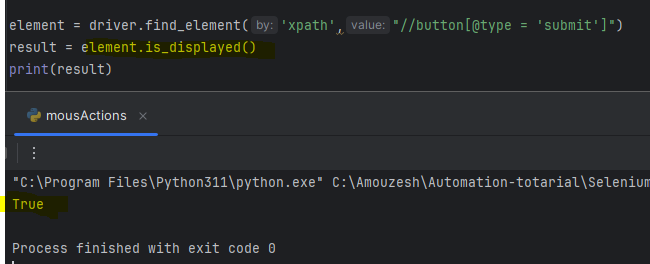 element = driver.find_element( by: 'xpath', value: "//button[@type = 'submit']")
result = element.is_displayed()
print(result)
mousActions ×
"C:\Program Files\Python311\python.exe" C:\Amouzesh\Automation-totarial\Selenium
True
Process finished with exit code 0